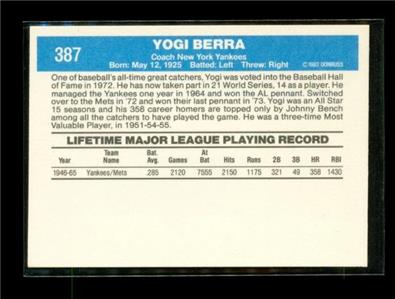 387
YOGI BERRA
Coach New York Yankees
Born: May 12, 1925 Batted: Left Threw: Right
© 1983 DONRUSS
One of baseball's all-time great catchers, Yogi was voted into the Baseball Hall
of Fame in 1972. He has now taken part in 21 World Series, 14 as a player. He
managed the Yankees one year in 1964 and won the AL pennant. Switched
over to the Mets in '72 and won their last pennant in '73. Yogi was an All Star
15 seasons and his 358 career homers are topped only by Johnny Bench
among all the catchers to have played the game. He was a three-time Most
Valuable Player, in 1951-54-55.
LIFETIME MAJOR LEAGUE PLAYING RECORD
Year Team Name Bat. Avg. Games At Bat Hits Runs 2B 3B HR RBI
1946-65 Yankees/Mets .285 2120 7555 2150 1175 321 49 358 1430